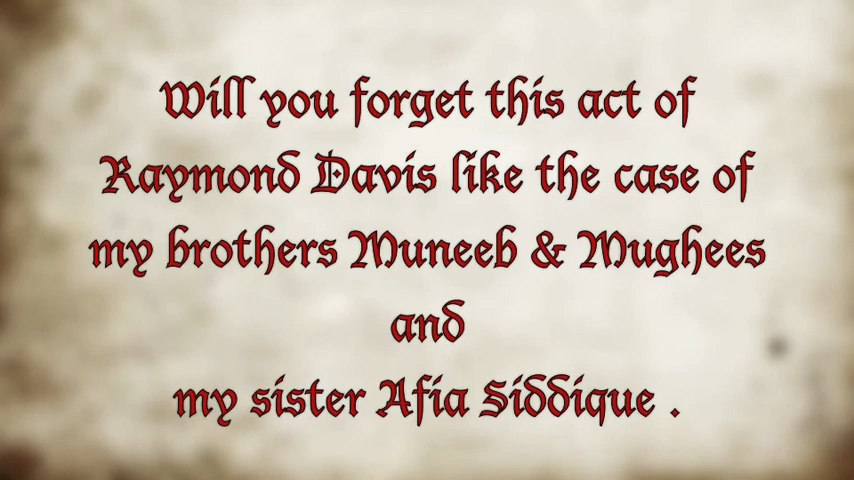 Will you forget this act of
Raymond Davis like the case of
my brothers Muneeb & Mughees
and
my sister Afia Siddique .